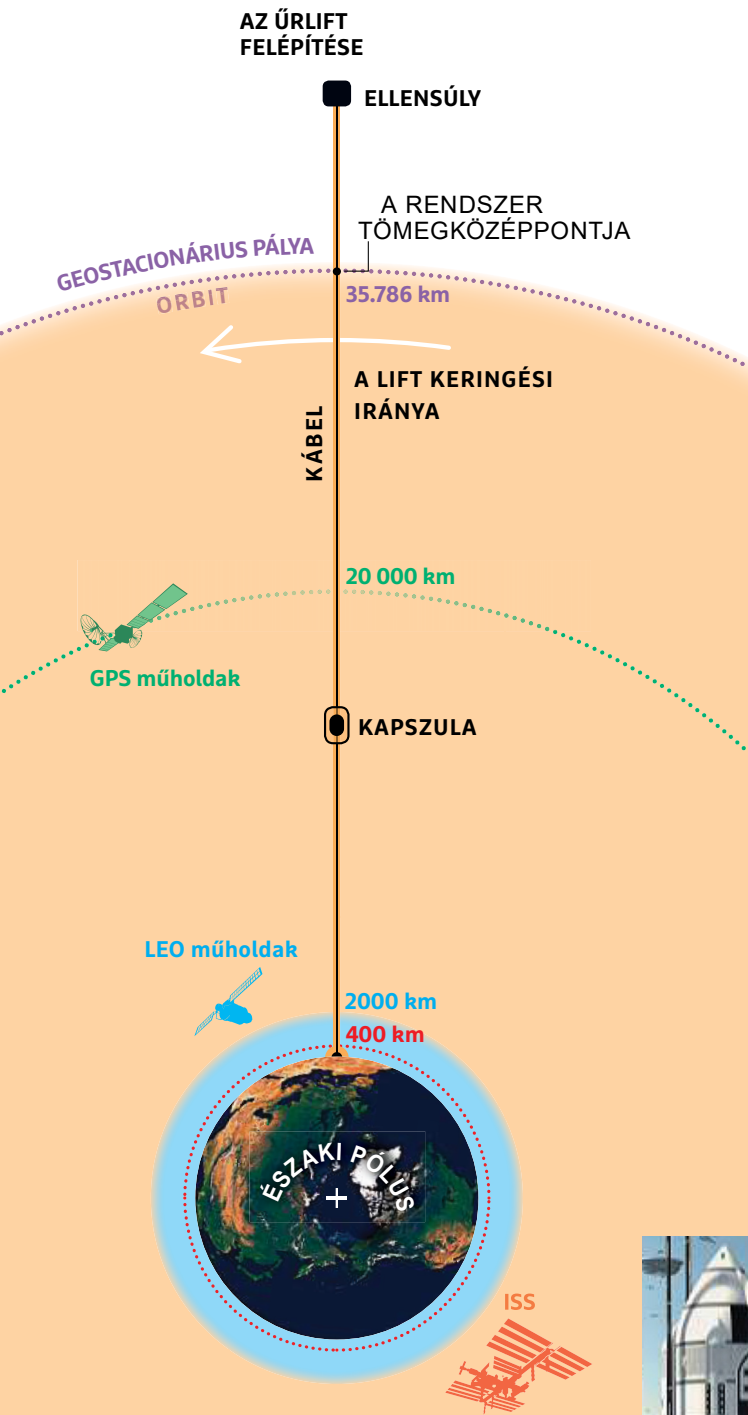 AZ ŰRLIFT
FELÉPÍTÉSE
ELLENSÚLY
A RENDSZER
TÖMEGKÖZÉPPONTJA
GEOSTACIONÁRIUS PÁLYA
ORBIT
35.786 km
A LIFT KERINGÉSI
IRÁNYA
KÁBEL
20 000 km
GPS műholdak
KAPSZULA
LEO műholdak
2000 km
400 km
ÉSZAKI PÓLUS
ISS